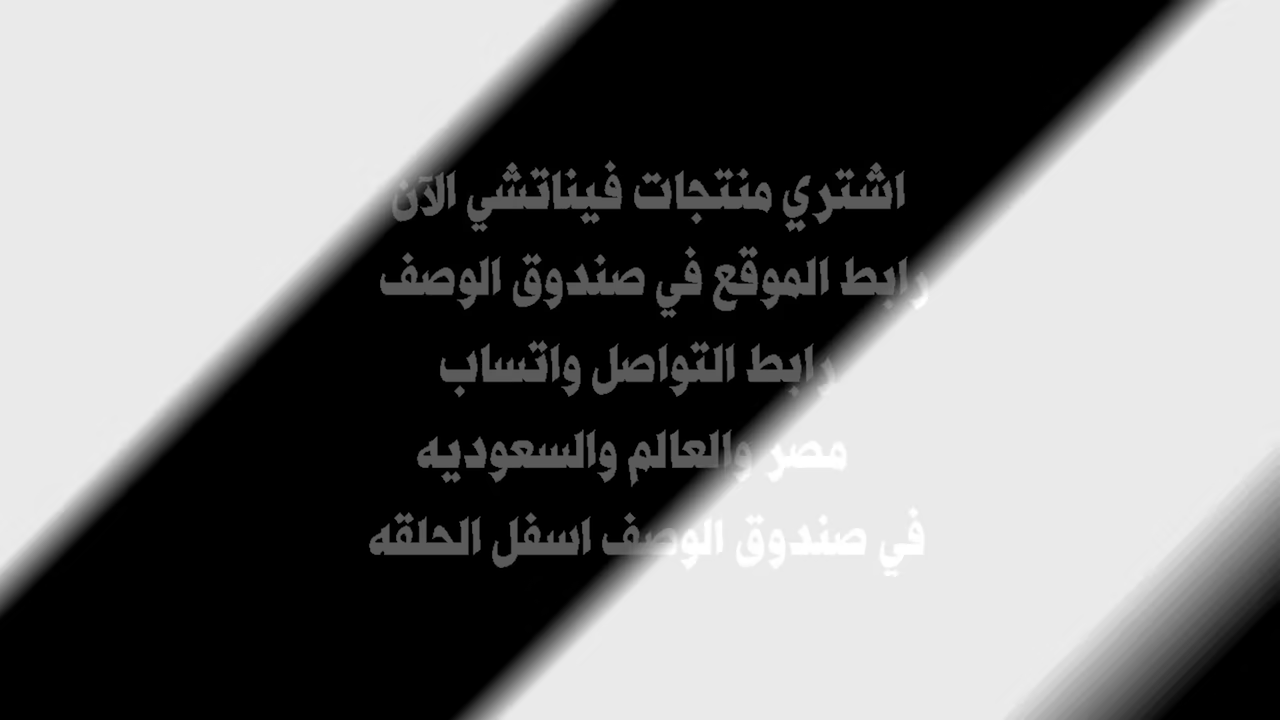 اشتري منتجات فيناتشي الآن
رابط الموقع في صندوق الوصف
رابط التواصل واتساب
مصر والعالم والسعوديه
في صندوق الوصف اسفل الحلقه